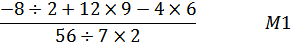 −8 ÷ 2 + 12 × 9 − 4 × 6
56 ÷ 7 × 2
M1